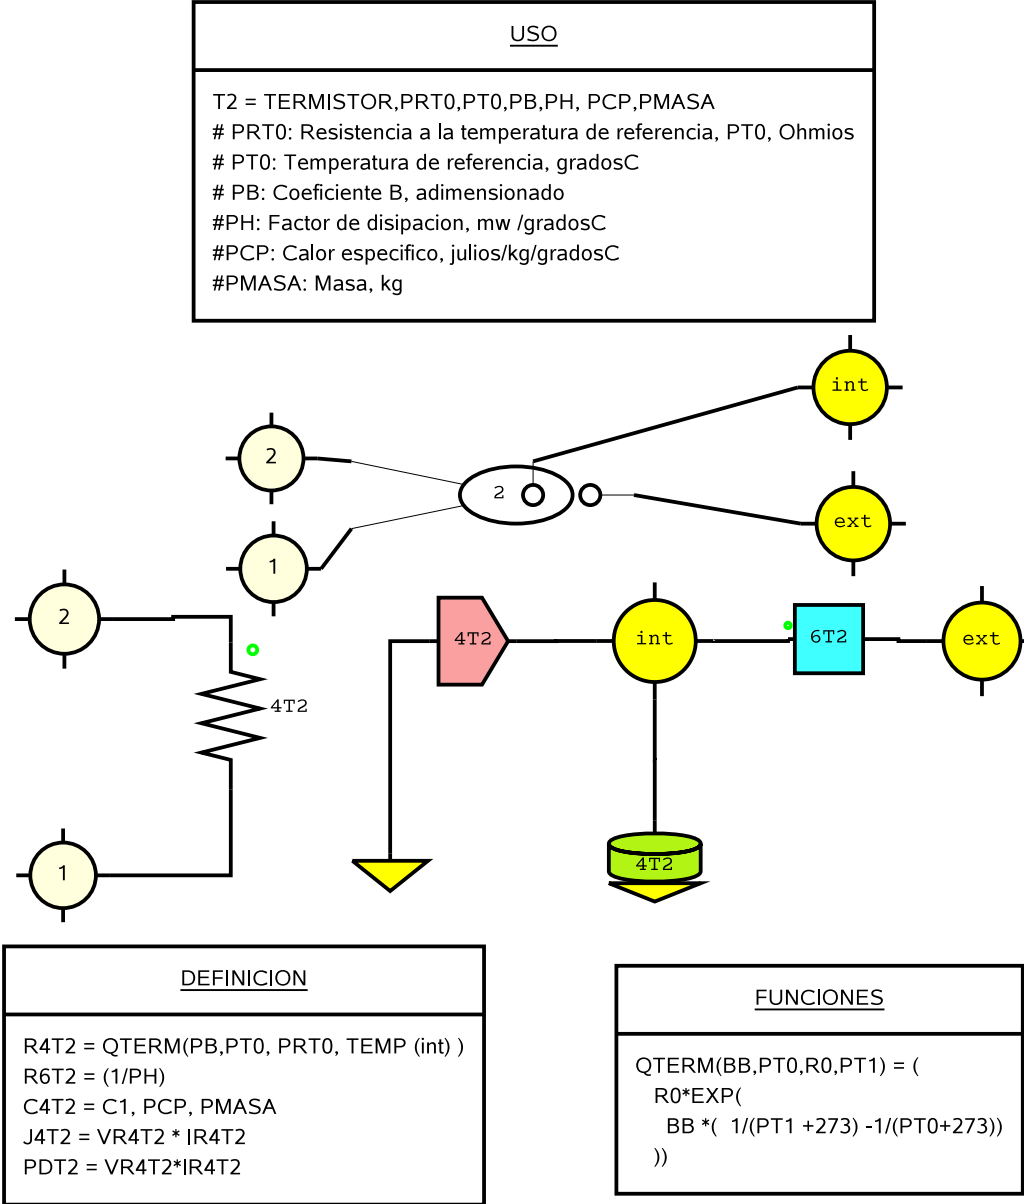 USO
T2 = TERMISTOR,PRT0,PT0,PB,PH, PCP,PMASA
# PRT0: Resistencia a la temperatura de referencia, PT0, Ohmios
# PT0: Temperatura de referencia, gradosC
# PB: Coeficiente B, adimensionado
#PH: Factor de disipacion, mw /gradosC
#PCP: Calor especifico, julios/kg/gradosC
#PMASA: Masa, kg
int
2
2
ext
1
2
4T2
int
6T2
ext
4T2
4T2
1
DEFINICION
R4T2 = QTERM(PB,PT0, PRT0, TEMP (int) )
R6T2 = (1/PH)
C4T2 = C1, PCP, PMASA
J4T2 = VR4T2 * IR4T2
PDT2 = VR4T2*IR4T2
FUNCIONES
QTERM(BB,PT0,R0,PT1) = (
R0*EXP(
BB *(  1/(PT1 +273) -1/(PT0+273))
))